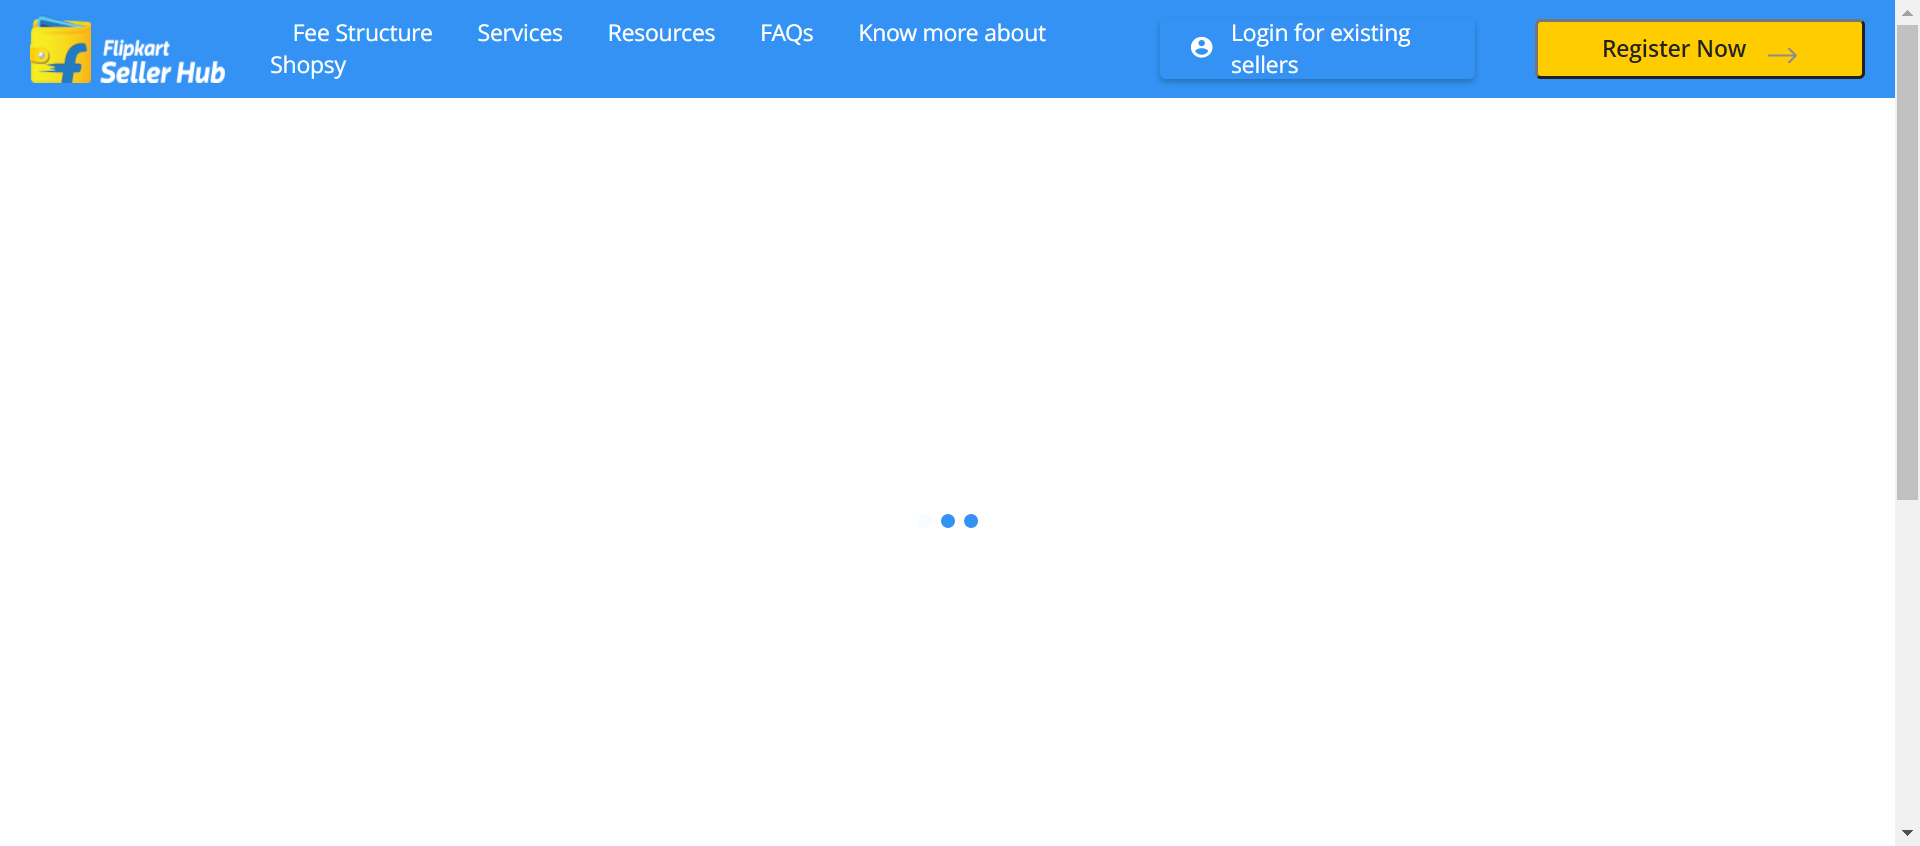 Flipkart
Seller Hub
Fee Structure Services Resources FAQs Know more about
Shopsy
Login for existing
sellers
Register Now